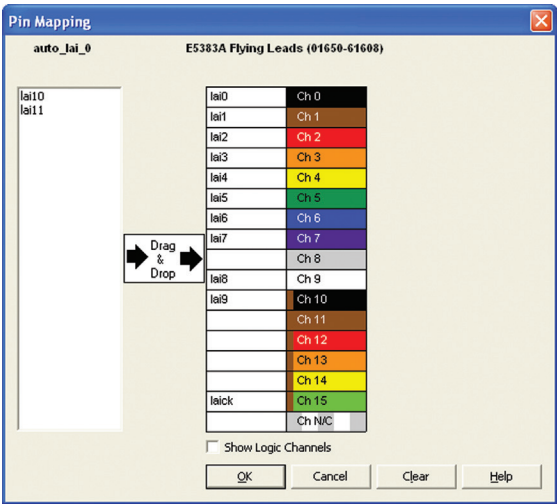 Pin Mapping
auto_lai_0 E5383A Flying Leads (01650-61608)
lai10
lai11
Drag
&
Drop
lai0 Ch 0
lai1 Ch 1
lai2 Ch 2
lai3 Ch 3
lai4 Ch 4
lai5 Ch 5
lai6 Ch 6
lai7 Ch 7
Ch 8
lai8 Ch 9
lai9 Ch 10
Ch 11
Ch 12
Ch 13
Ch 14
laick Ch 15
Ch N/C
Show Logic Channels
OK Cancel Clear Help